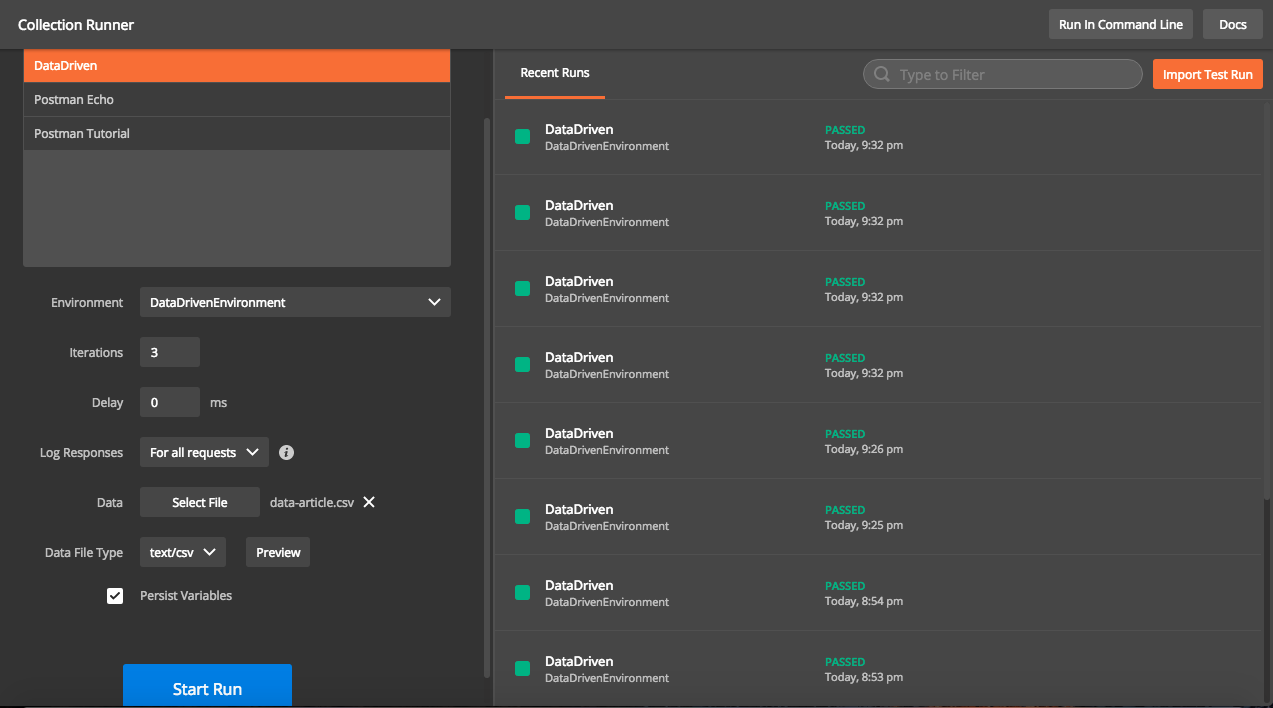 Collection Runner
Run In Command Line
Docs
DataDriven
Postman Echo
Postman Tutorial
Environment
DataDrivenEnvironment
Iterations
3
Delay
0
ms
Log Responses
For all requests
Data
Select File
data-article.csv
Data File Type
text/csv
Preview
Persist Variables
Start Run
Recent Runs
Type to Filter
Import Test Run
DataDriven
DataDrivenEnvironment
PASSED
Today, 9:32 pm
DataDriven
DataDrivenEnvironment
PASSED
Today, 9:32 pm
DataDriven
DataDrivenEnvironment
PASSED
Today, 9:32 pm
DataDriven
DataDrivenEnvironment
PASSED
Today, 9:32 pm
DataDriven
DataDrivenEnvironment
PASSED
Today, 9:26 pm
DataDriven
DataDrivenEnvironment
PASSED
Today, 9:25 pm
DataDriven
DataDrivenEnvironment
PASSED
Today, 8:54 pm
DataDriven
DataDrivenEnvironment
PASSED
Today, 8:53 pm